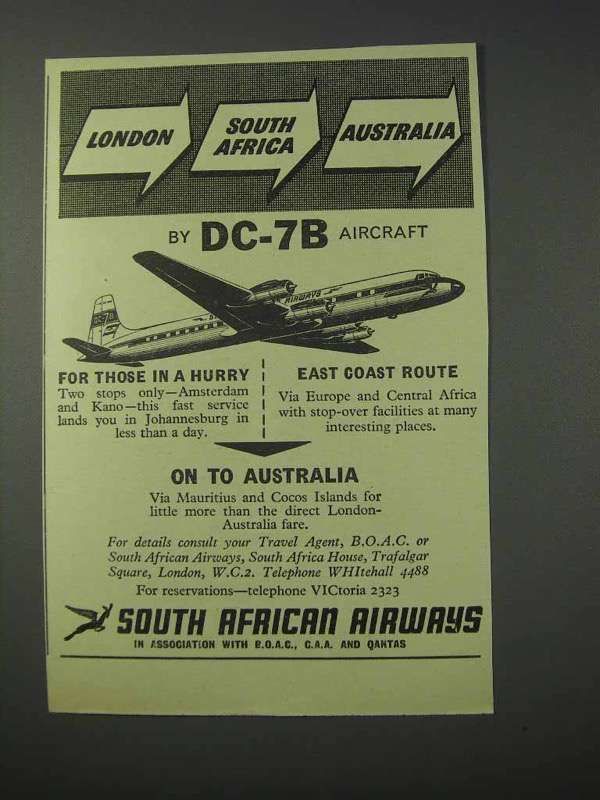 LONDON
SOUTH
AFRICA
AUSTRALIA
BY DC-7B AIRCRAFT
AIRWAYS
DC-7B
FOR THOSE IN A HURRY
Two stops only—Amsterdam
and Kano—this fast service
lands you in Johannesburg in
less than a day.
EAST COAST ROUTE
Via Europe and Central Africa
with stop-over facilities at many
interesting places.
ON TO AUSTRALIA
Via Mauritius and Cocos Islands for
little more than the direct London-
Australia fare.
For details consult your Travel Agent, B.O.A.C. or
South African Airways, South Africa House, Trafalgar
Square, London, W.C.2. Telephone WHItehall 4488
For reservations—telephone VICtoria 2323
SOUTH AFRICAN AIRWAYS
IN ASSOCIATION WITH B.O.A.C., C.A.A. AND QANTAS